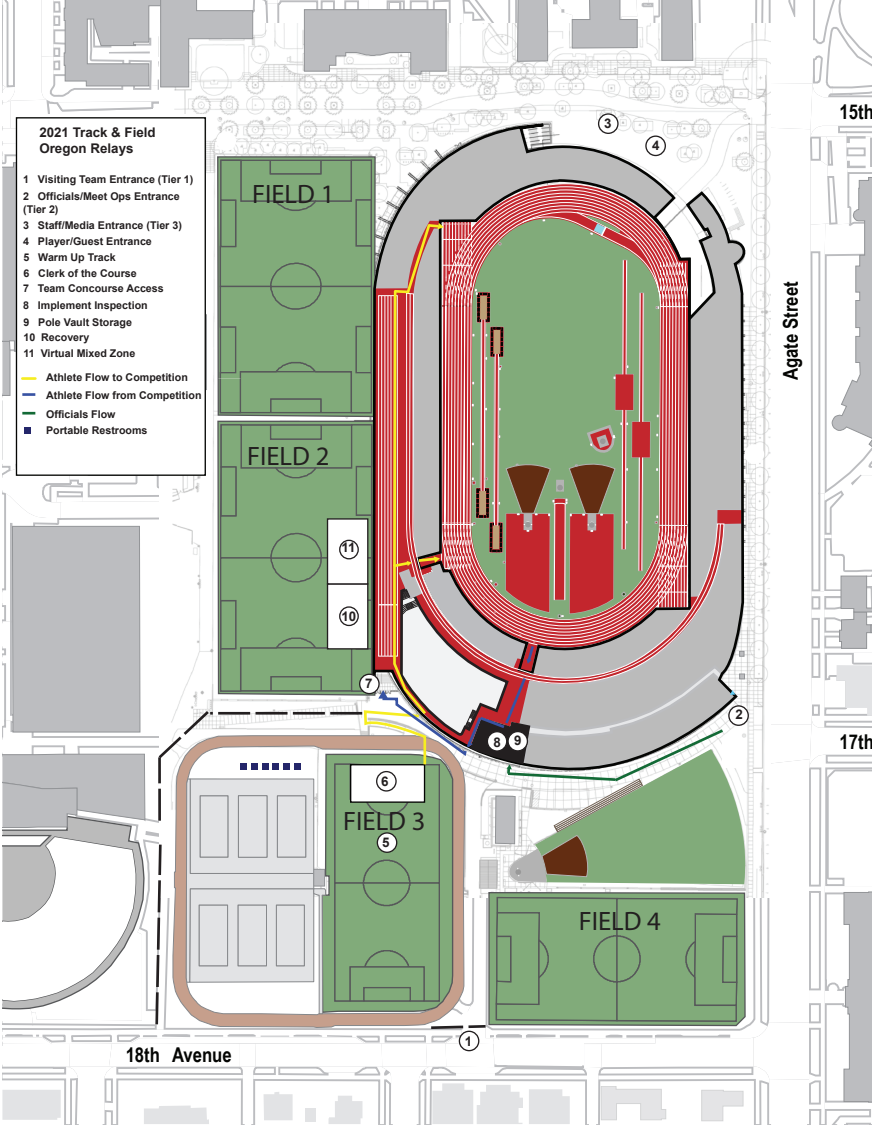 15th
3
4
2021 Track & Field
Oregon Relays
1 Visiting Team Entrance (Tier 1)
2 Officials/Meet Ops Entrance
(Tier 2)
3 Staff/Media Entrance (Tier 3)
4 Player/Guest Entrance
5 Warm Up Track
6 Clerk of the Course
7 Team Concourse Access
8 Implement Inspection
9 Pole Vault Storage
10 Recovery
11 Virtual Mixed Zone
Athlete Flow to Competition
Athlete Flow from Competition
Officials Flow
Portable Restrooms
FIELD 1
Agate Street
FIELD 2
11
10
7
2
17th
8
9
6
FIELD 3
5
FIELD 4
1
18th Avenue